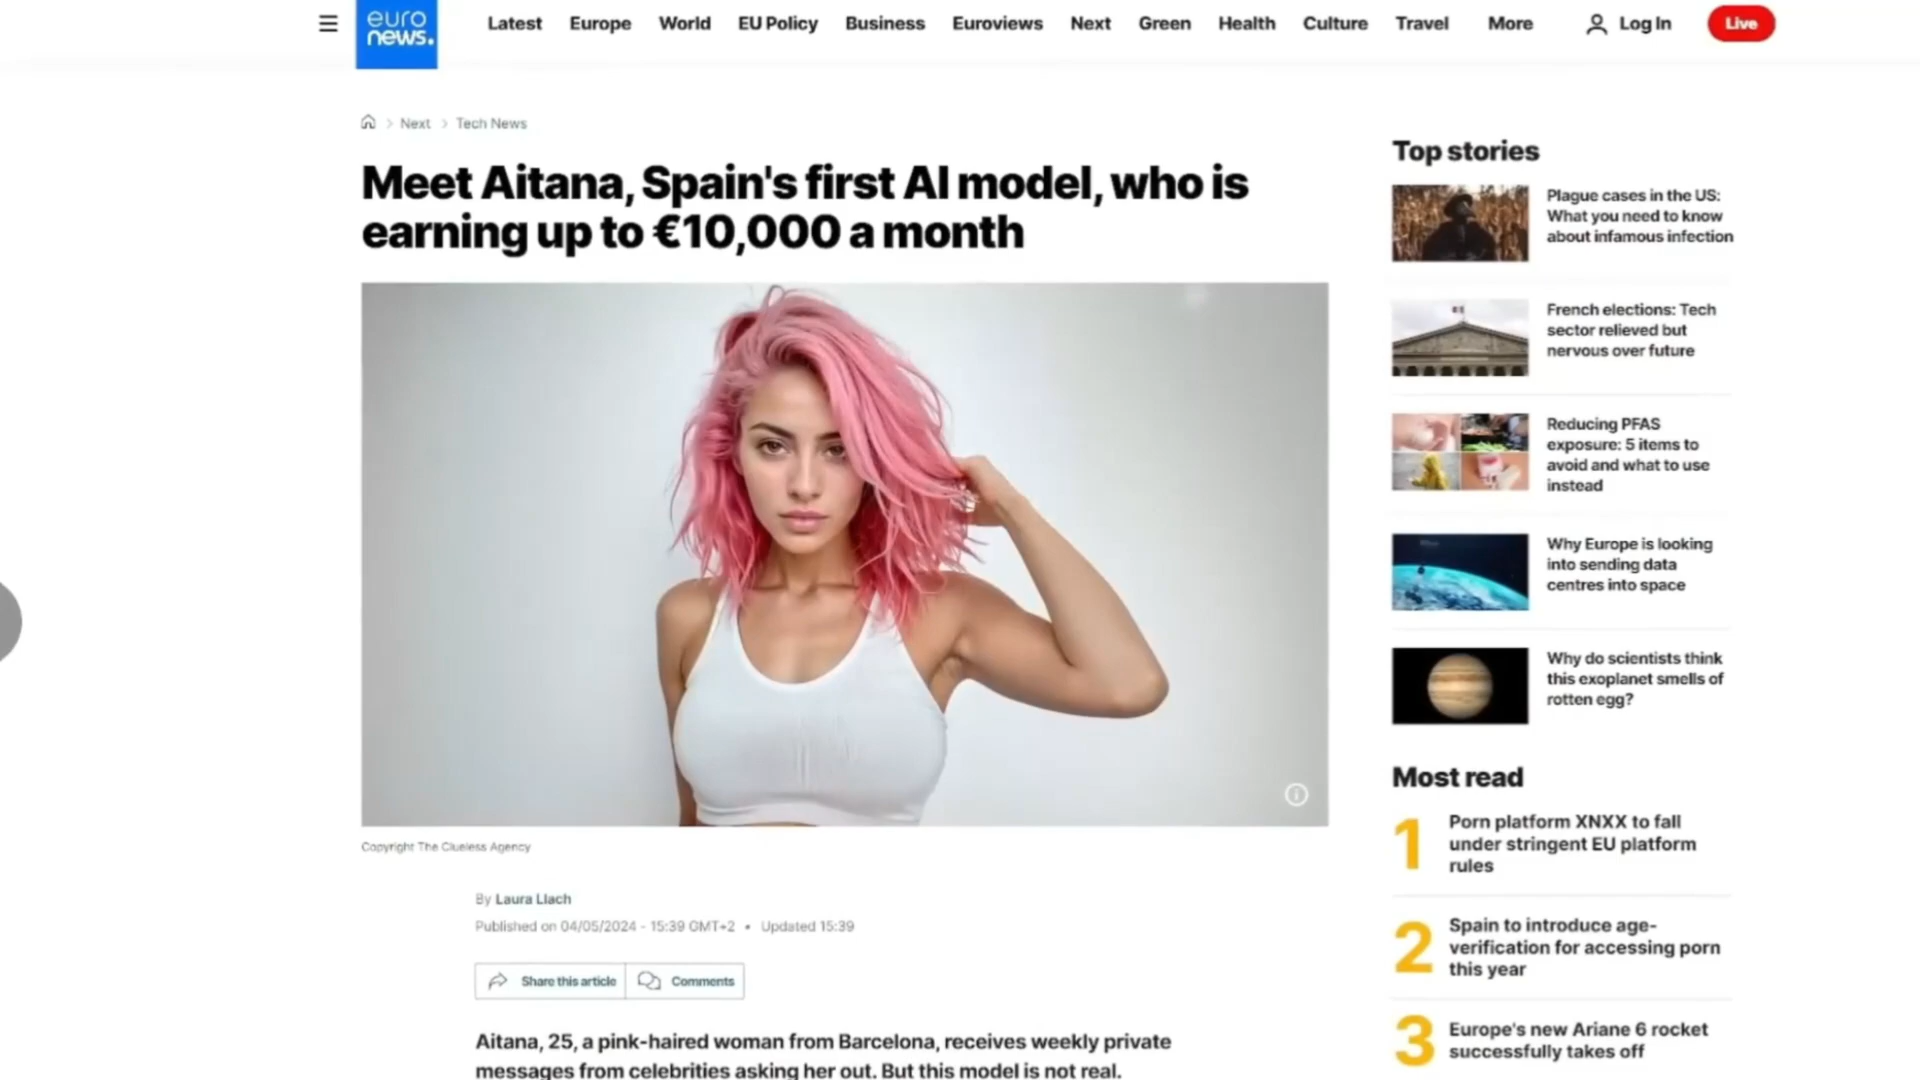 euro
news.
Latest Europe World EU Policy Business Euroviews Next Green Health Culture Travel More Log In Live
Next > Tech News
Meet Aitana, Spain's first AI model, who is
earning up to €10,000 a month
Copyright The Clueless Agency
By Laura Llach
Published on 04/05/2024 - 15:39 GMT+2 • Updated 15:39
Share this article
Comments
Aitana, 25, a pink-haired woman from Barcelona, receives weekly private
messages from celebrities asking her out. But this model is not real.
Top stories
Plague cases in the US:
What you need to know
about infamous infection
French elections: Tech
sector relieved but
nervous over future
Reducing PFAS
exposure: 5 items to
avoid and what to use
instead
Why Europe is looking
into sending data
centres into space
Why do scientists think
this exoplanet smells of
rotten egg?
Most read
1
Porn platform XNXX to fall
under stringent EU platform
rules
2
Spain to introduce age-
verification for accessing porn
this year
3
Europe's new Ariane 6 rocket
successfully takes off